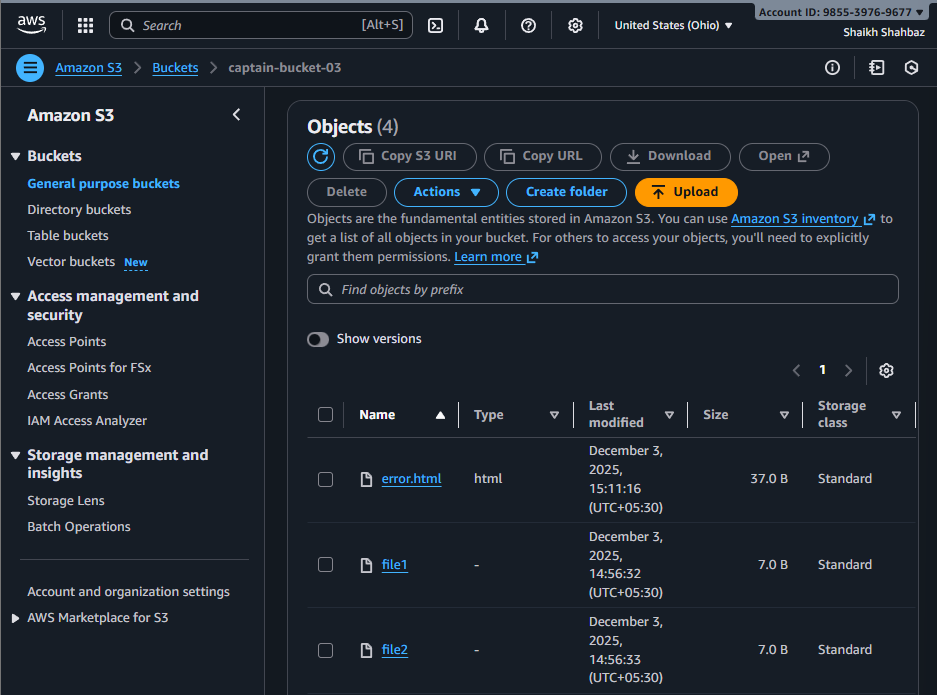 aws
Search [Alt+S]
United States (Ohio)
Account ID: 9855-3976-9677
Shaikh Shahbaz
Amazon S3
Buckets
captain-bucket-03
Amazon S3
Buckets
General purpose buckets
Directory buckets
Table buckets
Vector buckets New
Access management and
security
Access Points
Access Points for FSx
Access Grants
IAM Access Analyzer
Storage management and
insights
Storage Lens
Batch Operations
Account and organization settings
AWS Marketplace for S3
Objects (4)
Copy S3 URI
Copy URL
Download
Open
Delete
Actions
Create folder
Upload
Objects are the fundamental entities stored in Amazon S3. You can use Amazon S3 inventory to
get a list of all objects in your bucket. For others to access your objects, you'll need to explicitly
grant them permissions. Learn more
Find objects by prefix
Show versions
1
Name
Type
Last
modified
Size
Storage
class
error.html
html
December 3,
2025,
15:11:16
(UTC+05:30)
37.0 B
Standard
file1
-
December 3,
2025,
14:56:32
(UTC+05:30)
7.0 B
Standard
file2
-
December 3,
2025,
14:56:33
(UTC+05:30)
7.0 B
Standard